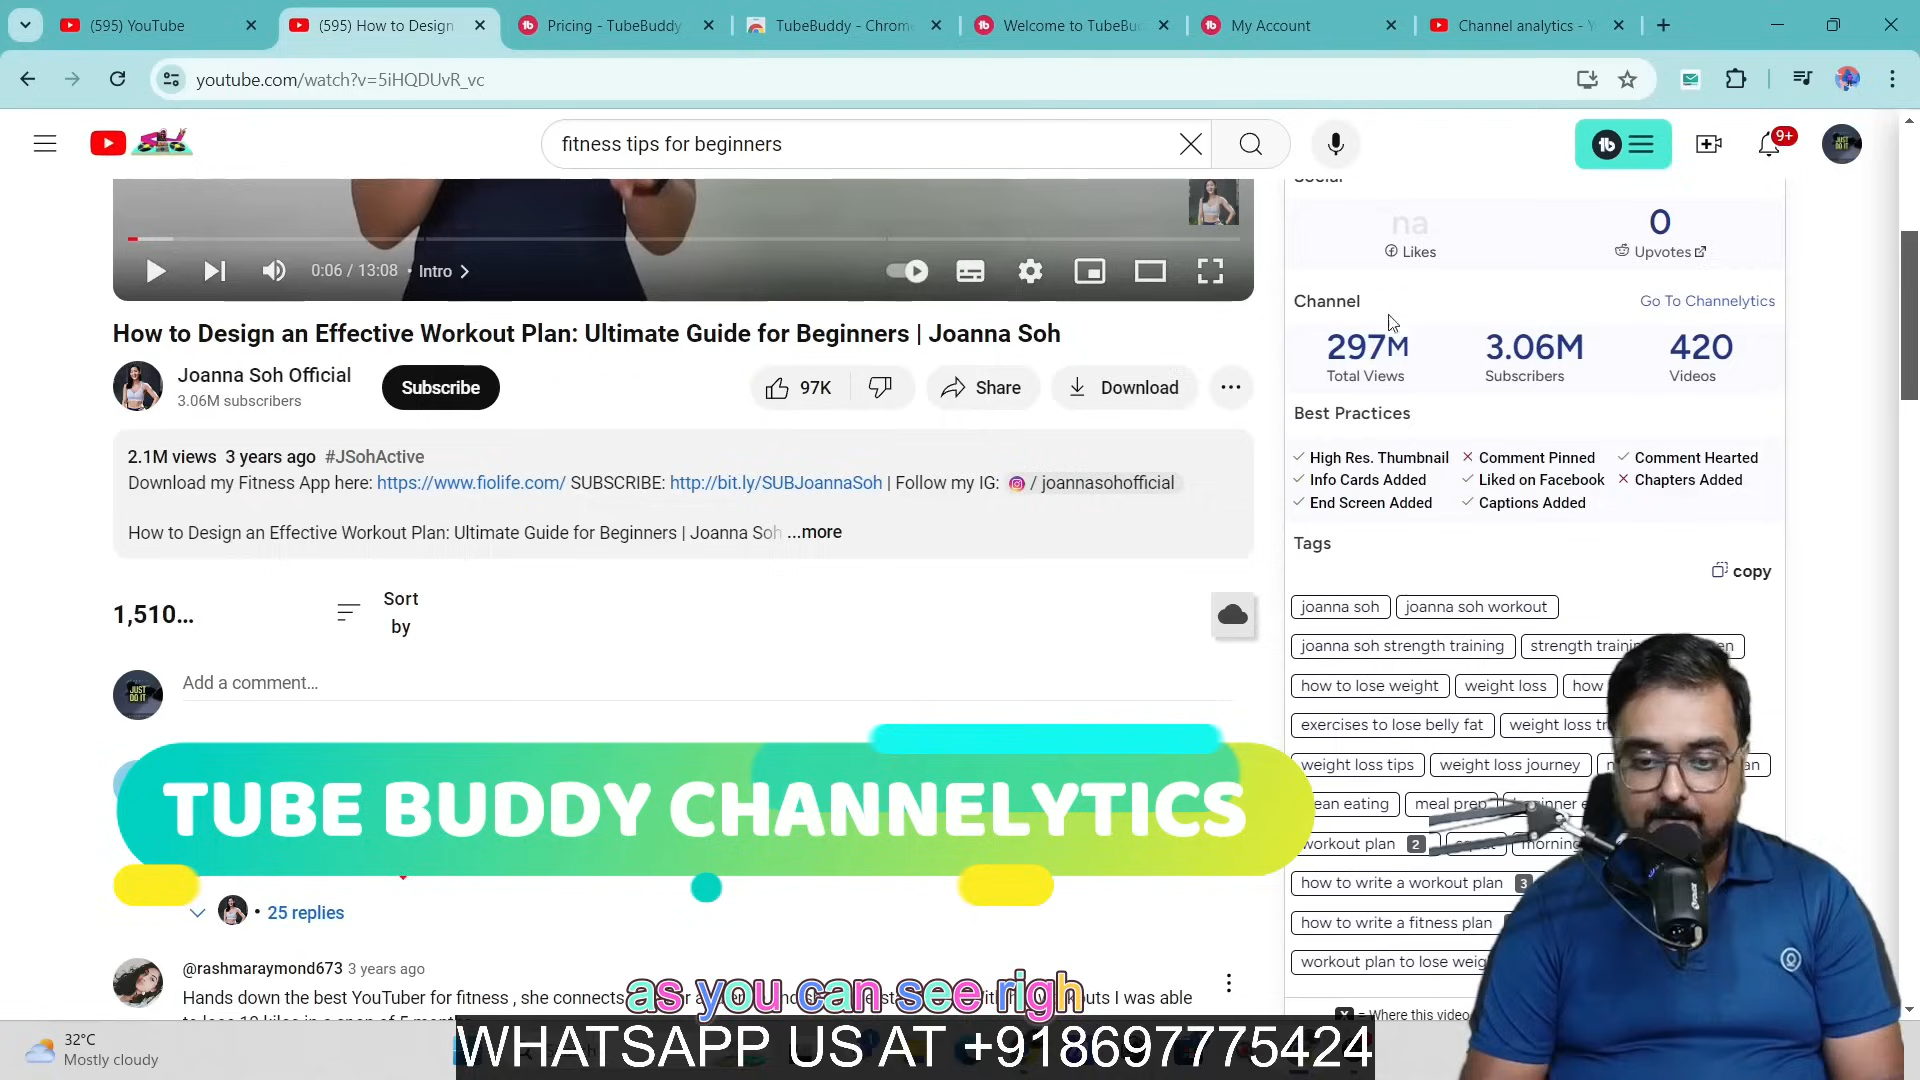 (595) YouTube
(595) How to Design
Pricing - TubeBuddy
TubeBuddy - Chrom
Welcome to TubeBu
My Account
Channel analytics - Y
youtube.com/watch?v=5iHQDUvR_vc
fitness tips for beginners
9+
Social
na
0
Likes
Upvotes
0:06 / 13:08 • Intro
Channel
Go To Channelytics
297M
3.06M
420
Total Views
Subscribers
Videos
How to Design an Effective Workout Plan: Ultimate Guide for Beginners | Joanna Soh
Joanna Soh Official
3.06M subscribers
Subscribe
97K
Share
Download
Best Practices
High Res. Thumbnail
Comment Pinned
Comment Hearted
Info Cards Added
Liked on Facebook
Chapters Added
End Screen Added
Captions Added
2.1M views 3 years ago #JSohActive
Download my Fitness App here: https://www.fiolife.com/ SUBSCRIBE: http://bit.ly/SUBJoannaSoh | Follow my IG: / joannasohofficial
How to Design an Effective Workout Plan: Ultimate Guide for Beginners | Joanna Soh ...more
Tags
copy
joanna soh
joanna soh workout
joanna soh strength training
strength
how to lose weight
weight loss
how
exercises to lose belly fat
weight loss
weight loss tips
weight loss journey
eating
meal prep
workout plan 2
how to write a workout plan 3
how to write a fitness plan
workout plan to lose
= Where this video
1,510...
Sort
by
Add a comment...
JUST
DO IT
TUBE BUDDY CHANNELYTICS
• 25 replies
@rashmaraymond673 3 years ago
Hands down the best YouTuber for fitness , she connects
I was able
as you can see righ
WHATSAPP US AT +918697775424
32°C
Mostly cloudy